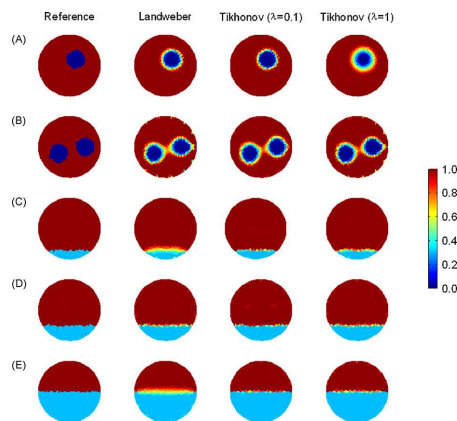 Reference Landweber Tikhonov (λ=0.1) Tikhonov (λ=1)
(A)
(B)
(C)
(D)
(E)
1.0
0.8
0.6
0.4
0.2
0.0